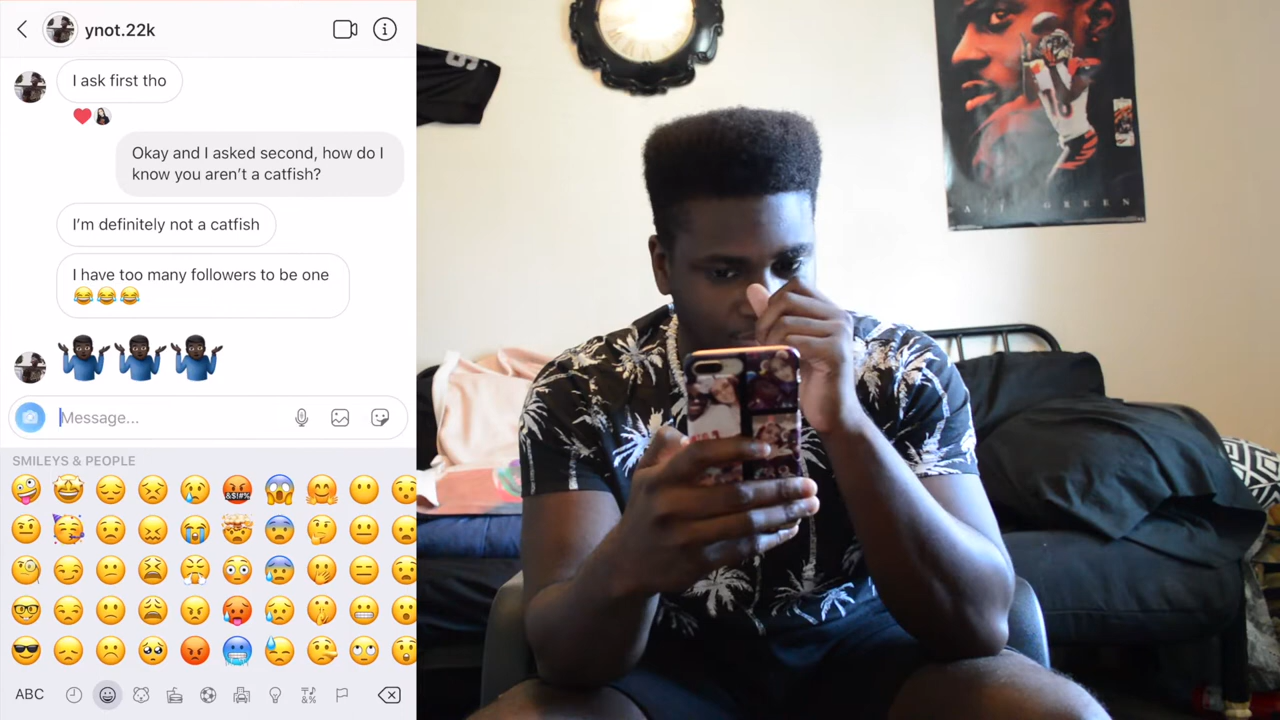 ynot.22k
I ask first tho
Okay and I asked second, how do I
know you aren’t a catfish?
I’m definitely not a catfish
I have too many followers to be one
😂😂😂
🤷🏿‍♂️🤷🏿‍♂️🤷🏿‍♂️
Message...
SMILEYS & PEOPLE
&$!#%
ABC
GREEN